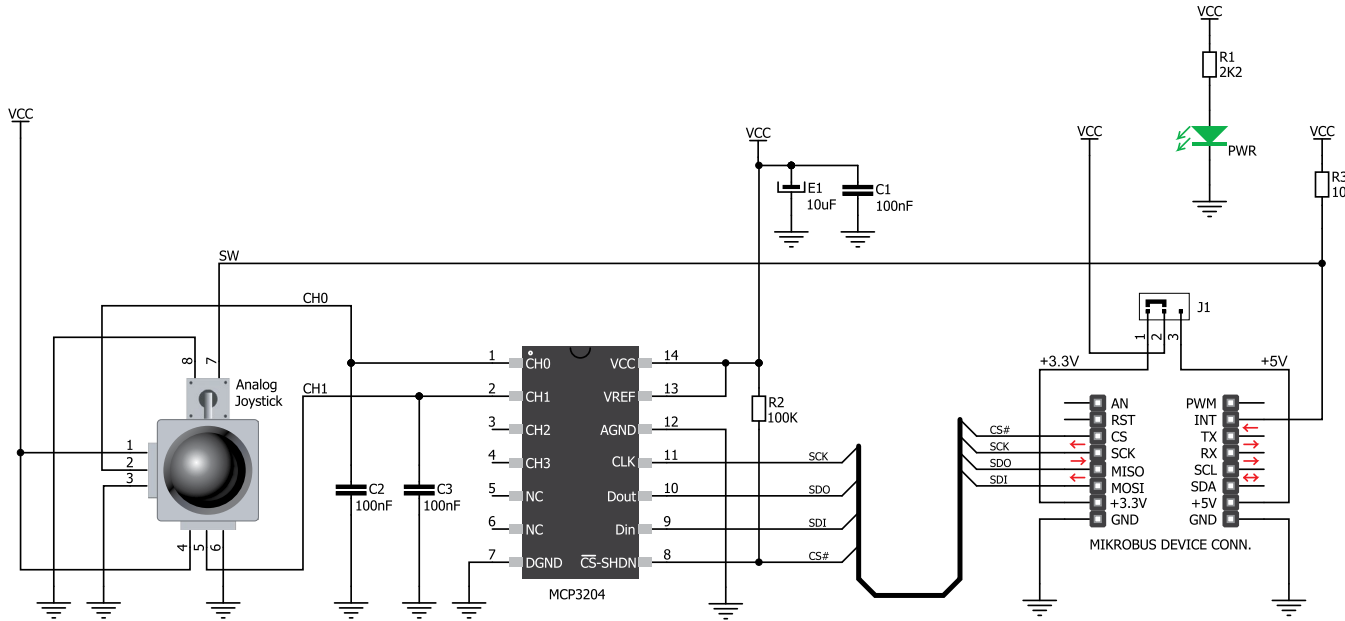 VCC
R1
2K2
PWR
VCC
VCC
VCC
VCC
R3
10
E1
10uF
C1
100nF
SW
CH0
J1
1
2
3
+3.3V
+5V
8
7
Analog
Joystick
CH1
1
2
3
4
5
6
C2
100nF
C3
100nF
1 CH0 VCC 14
2 CH1 VREF 13
3 CH2 AGND 12
4 CH3 CLK 11
5 NC Dout 10
6 NC Din 9
7 DGND CS-SHDN 8
MCP3204
R2
100K
SCK
SDO
SDI
CS#
CS#
SCK
SDO
SDI
AN PWM
RST INT
CS TX
SCK RX
MISO SCL
MOSI SDA
+3.3V +5V
GND GND
MIKROBUS DEVICE CONN.